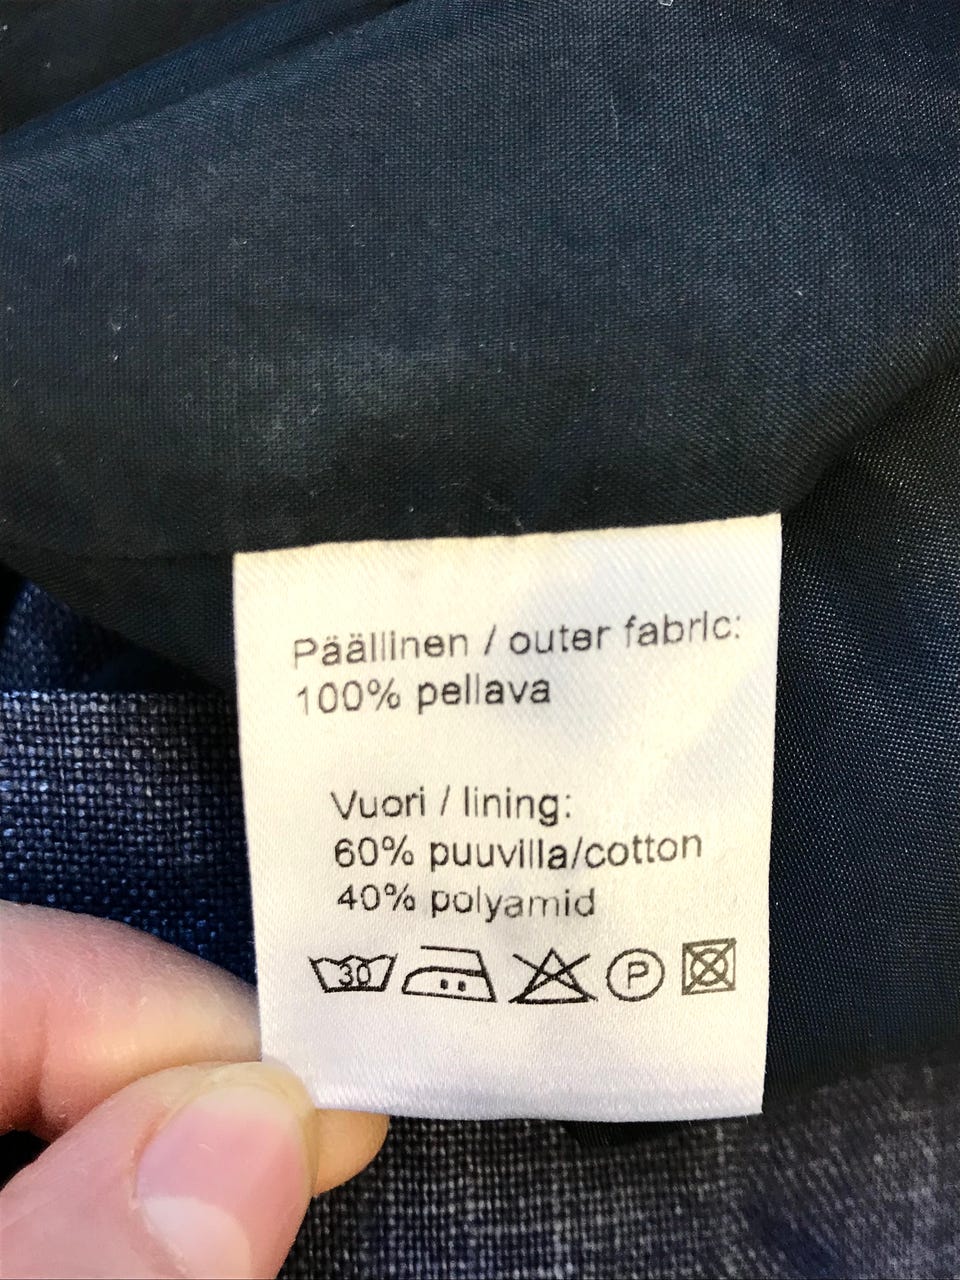 Päällinen / outer fabric:
100% pellava
Vuori / lining:
60% puuvilla/cotton
40% polyamid
30 P